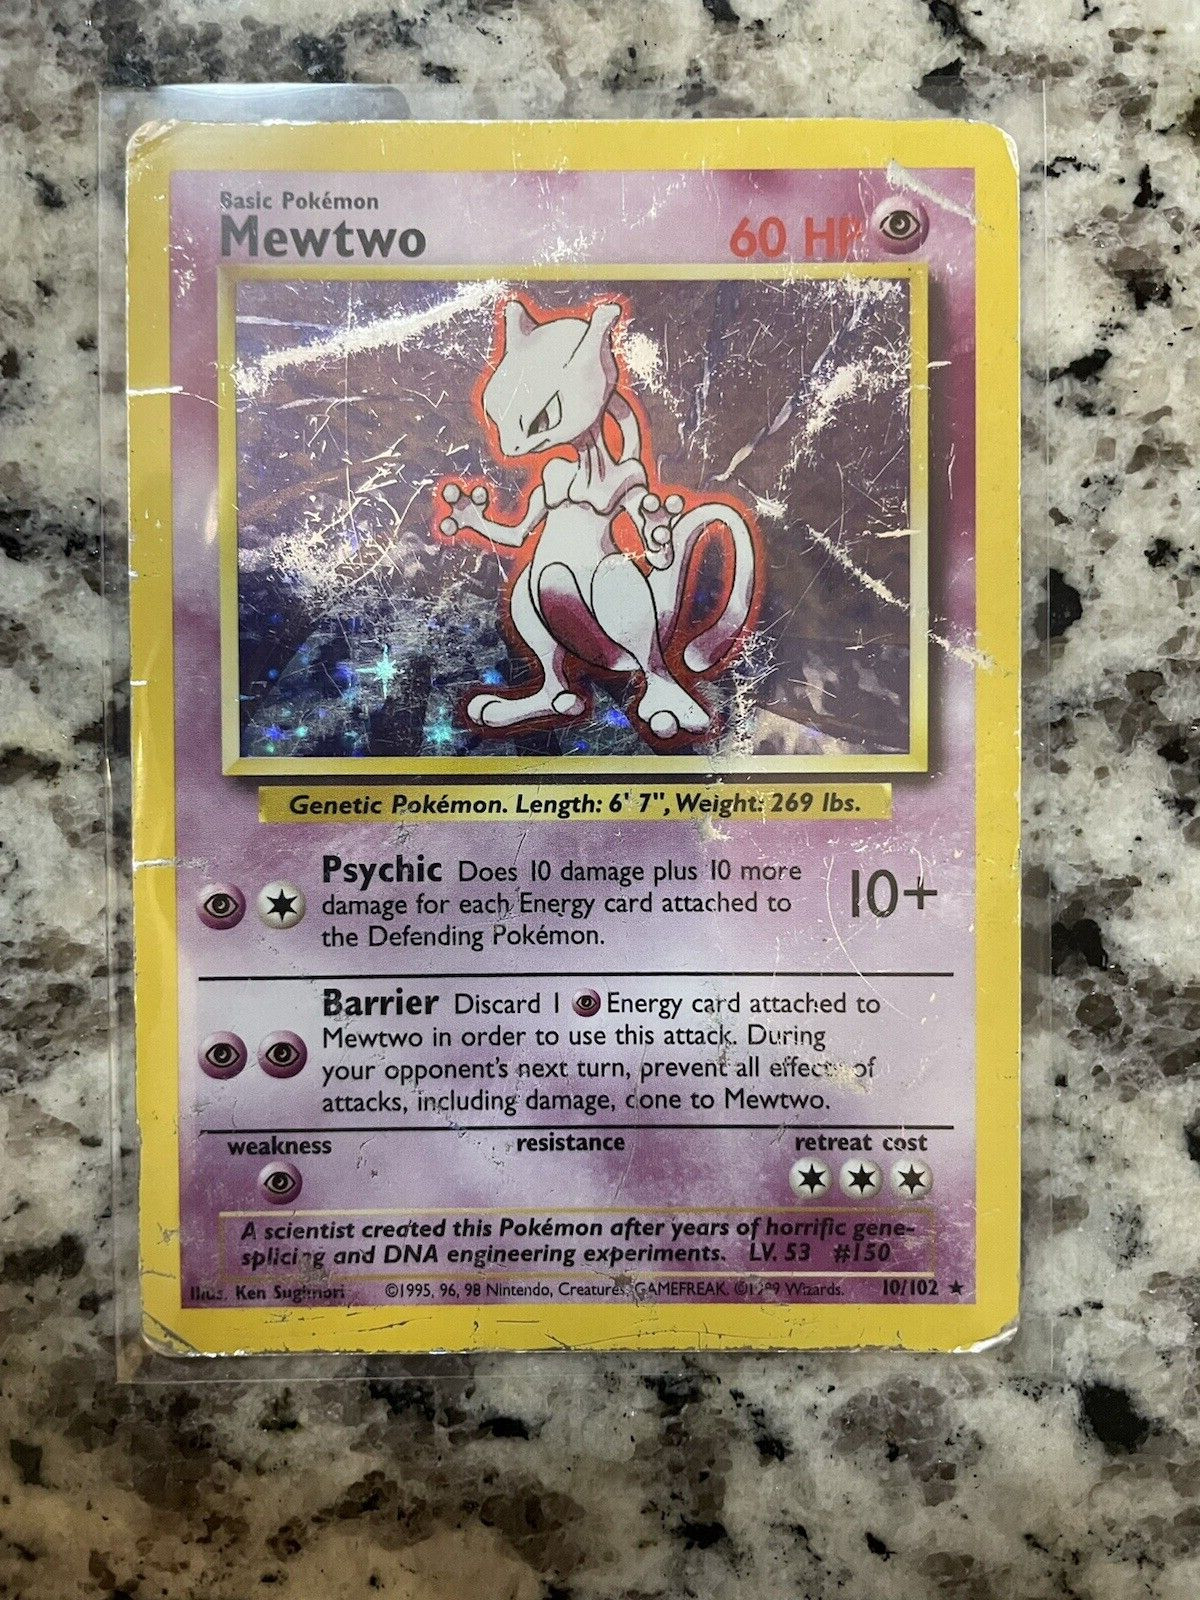 Basic Pokémon
Mewtwo 60 HP
Genetic Pokémon. Length: 6' 7", Weight: 269 lbs.
Psychic Does 10 damage plus 10 more
damage for each Energy card attached to
the Defending Pokémon.
10+
Barrier Discard 1 Energy card attached to
Mewtwo in order to use this attack. During
your opponent's next turn, prevent all effects of
attacks, including damage, done to Mewtwo.
weakness resistance retreat cost
A scientist created this Pokémon after years of horrific gene-
splicing and DNA engineering experiments. LV. 53 #150
Illus. Ken Sugimori ©1995, 96, 98 Nintendo, Creatures, GAMEFREAK. ©1999 Wizards. 10/102